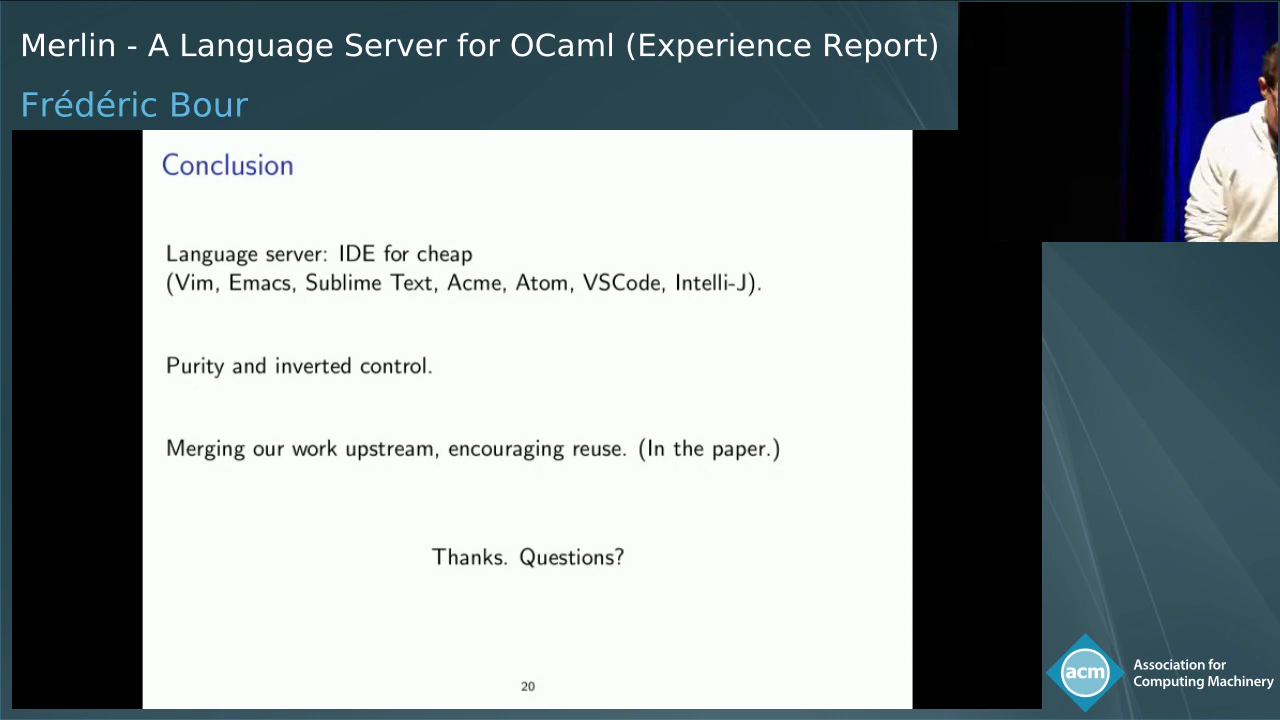 Merlin - A Language Server for OCaml (Experience Report)
Frédéric Bour
Conclusion
Language server: IDE for cheap
(Vim, Emacs, Sublime Text, Acme, Atom, VSCode, Intelli-J).
Purity and inverted control.
Merging our work upstream, encouraging reuse. (In the paper.)
Thanks. Questions?
20
acm
Association for
Computing Machinery